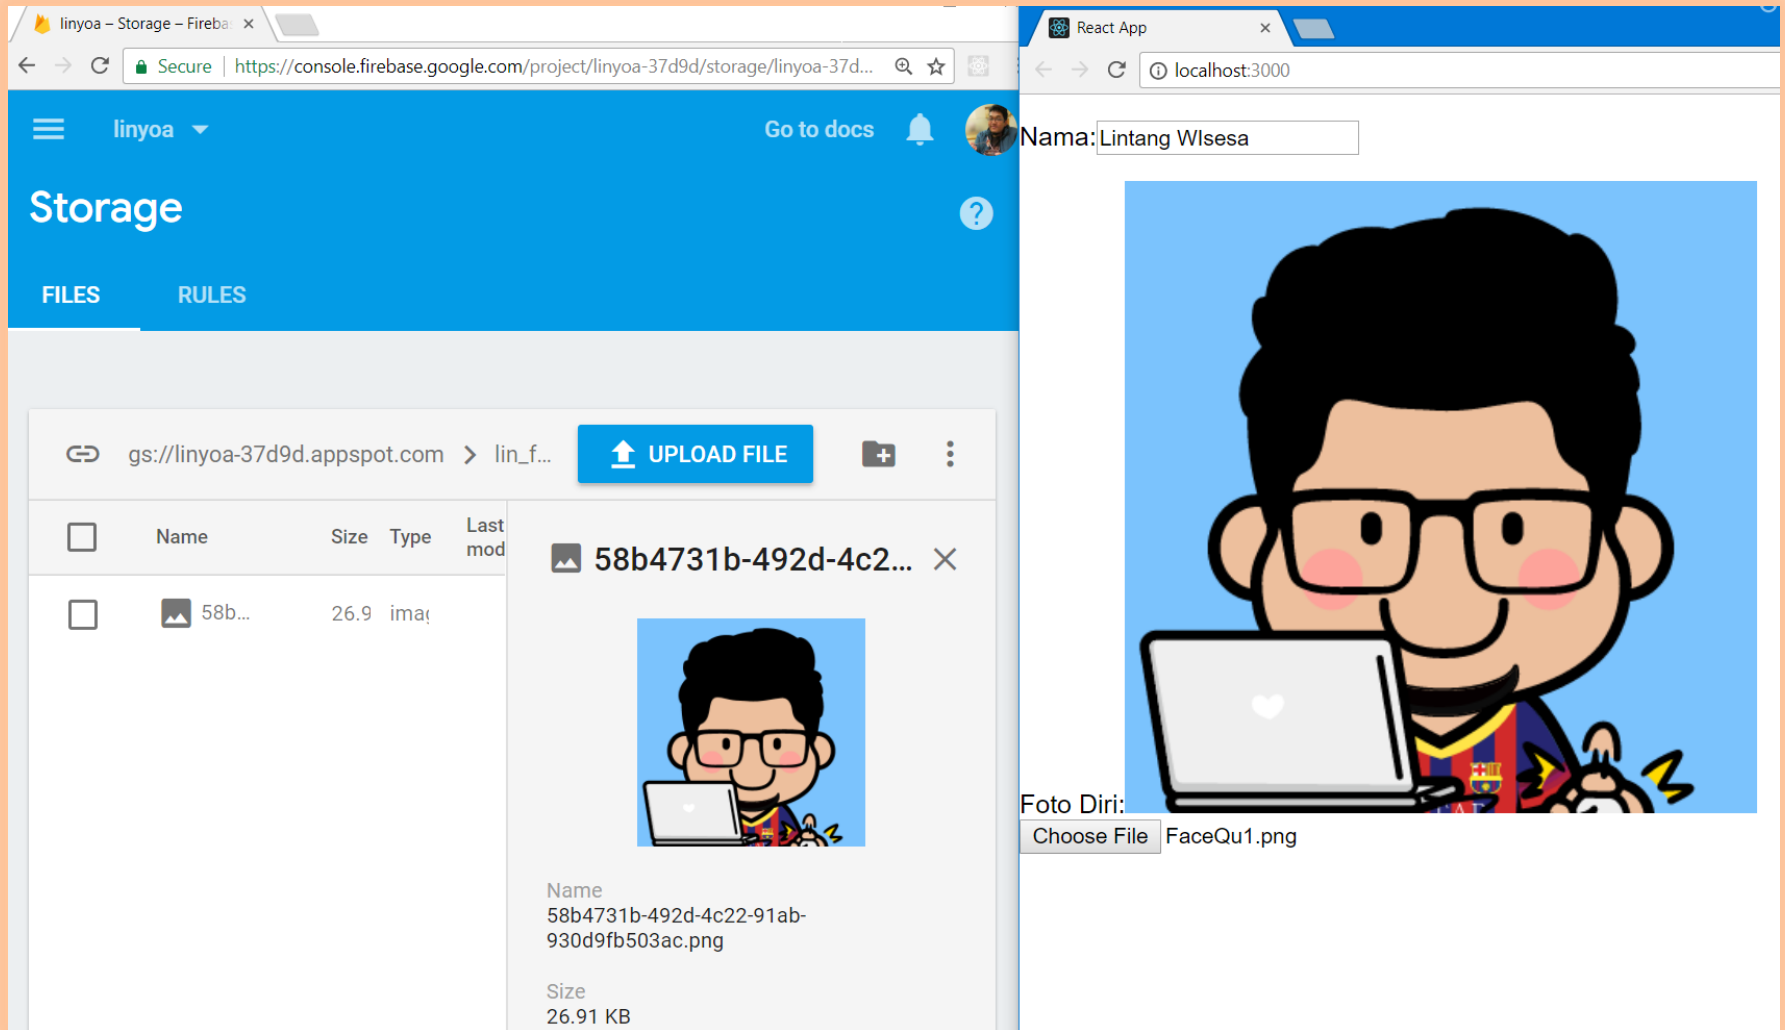 linyoa – Storage – Fireba
Secure
https://console.firebase.google.com/project/linyoa-37d9d/storage/linyoa-37d...
linyoa
Go to docs
Storage
FILES
RULES
gs://linyoa-37d9d.appspot.com
lin_f...
UPLOAD FILE
Name
Size
Type
Last
mod
58b...
26.9
imag
58b4731b-492d-4c2...
Name
58b4731b-492d-4c22-91ab-
930d9fb503ac.png
Size
26.91 KB
React App
localhost:3000
Nama:
Lintang WIsesa
Foto Diri:
Choose File
FaceQu1.png